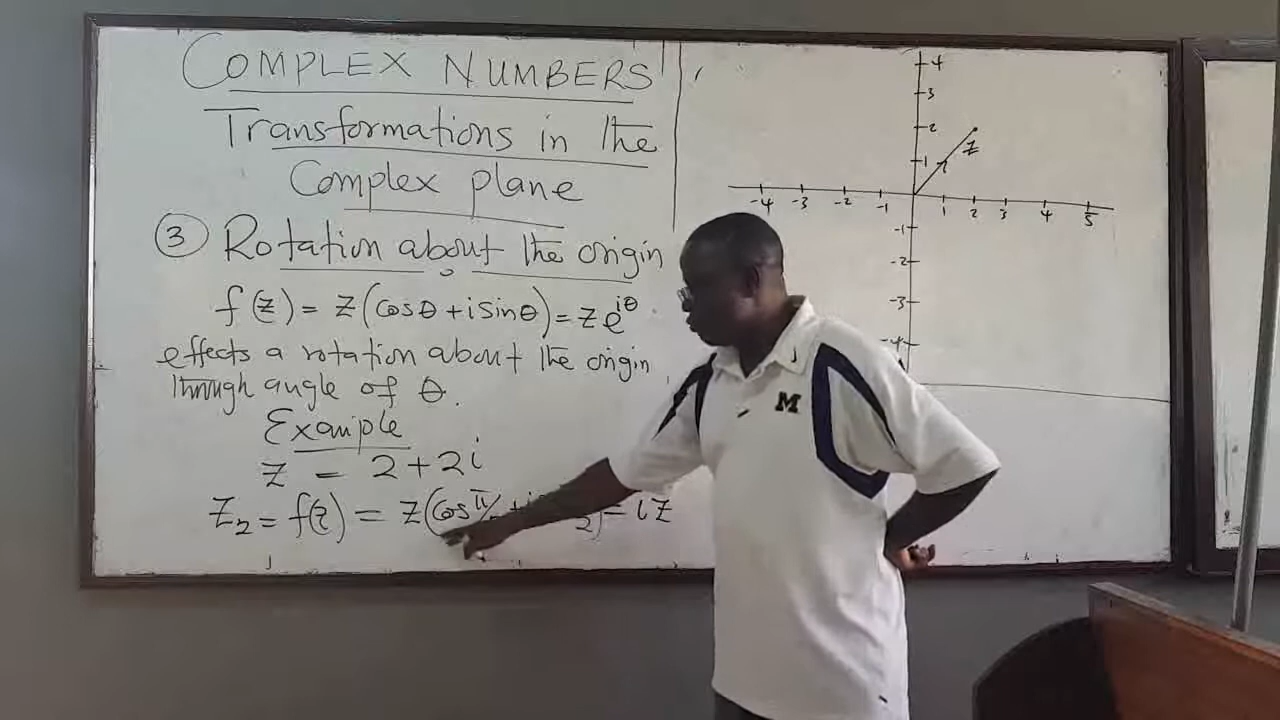 COMPLEX NUMBERS
Transformations in the
Complex plane
③ Rotation about the origin
f(z) = z(Cosθ + iSinθ) = ze^iθ.
effects a rotation about the origin
through angle of θ.
Example
z = 2+2i
Z₂ = f(z) = z(Cosπ/ + i 2) = iz
4
3
2
1
z
-4 -3 -2 -1 1 2 3 4 5
-1
-2
-3
-4
M